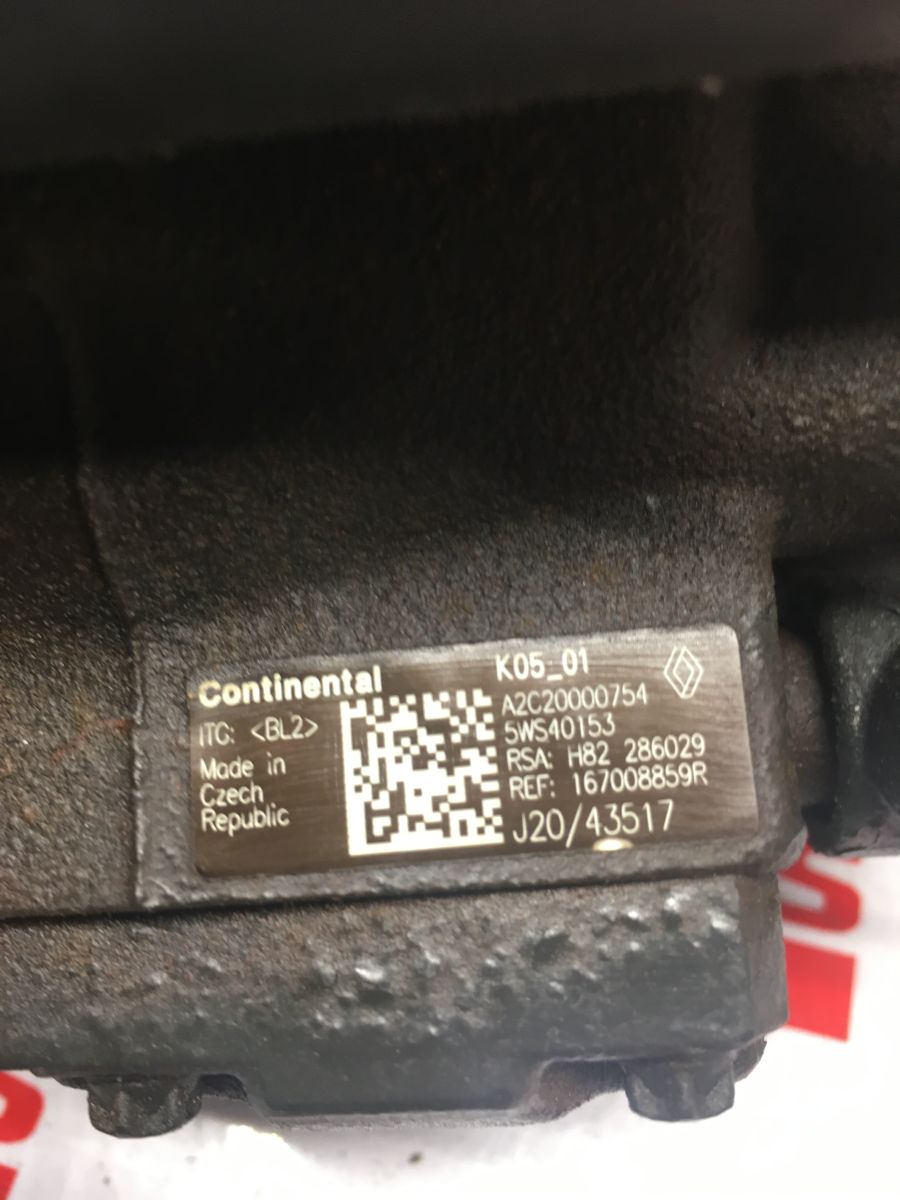 Continental
K05_01
A2C20000754
5WS40153
ITC: <BL2>
RSA: H82 286029
REF: 167008859R
Made in
Czech
Republic
J20/43517